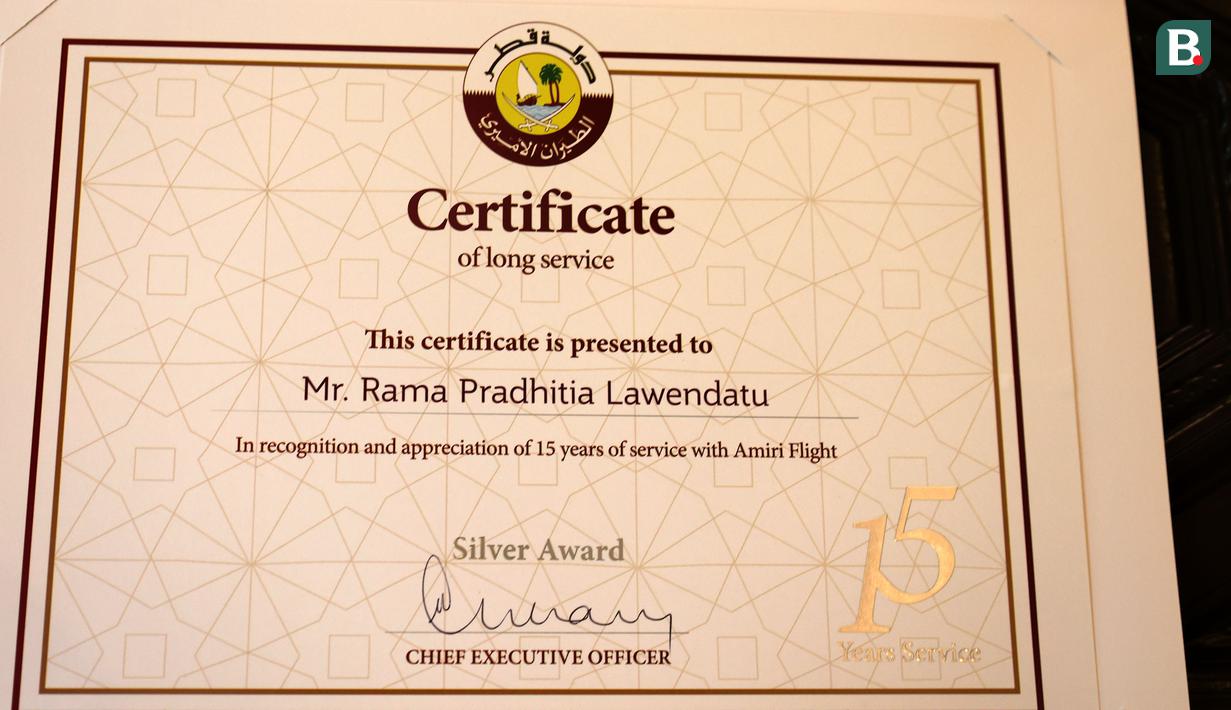 دولة قطر
الطيران الأميري
B
Certificate
of long service
This certificate is presented to
Mr. Rama Pradhitia Lawendatu
In recognition and appreciation of 15 years of service with Amiri Flight
Silver Award
CHIEF EXECUTIVE OFFICER
15
Years Service